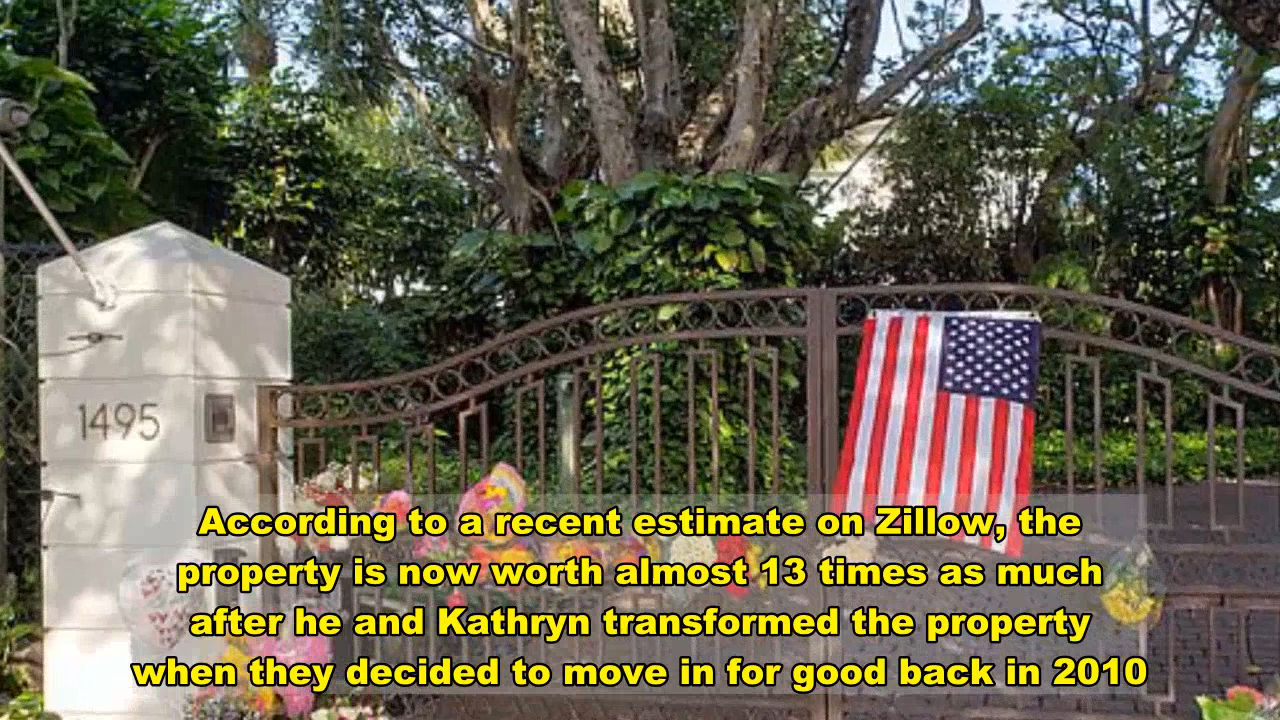 1495
According to a recent estimate on Zillow, the
property is now worth almost 13 times as much
after he and Kathryn transformed the property
when they decided to move in for good back in 2010